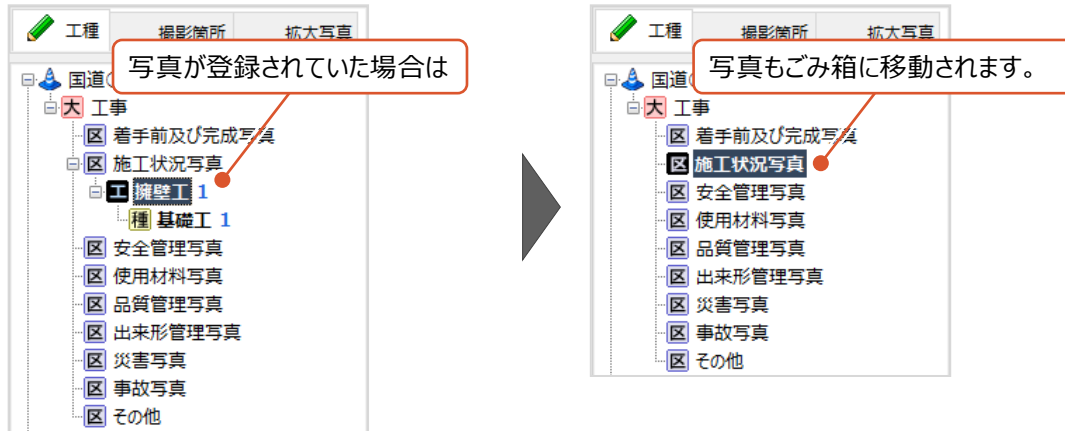 工種 撮影箇所 拡大写真
写真が登録されていた場合は
国道の
大 工事
区 着手前及び完成写真
区 施工状況写真
工 擁壁工 1
種 基礎工 1
区 安全管理写真
区 使用材料写真
区 品質管理写真
区 出来形管理写真
区 災害写真
区 事故写真
区 その他
工種 撮影箇所 拡大写真
写真もごみ箱に移動されます。
国道の
大 工事
区 着手前及び完成写真
区 施工状況写真
区 安全管理写真
区 使用材料写真
区 品質管理写真
区 出来形管理写真
区 災害写真
区 事故写真
区 その他